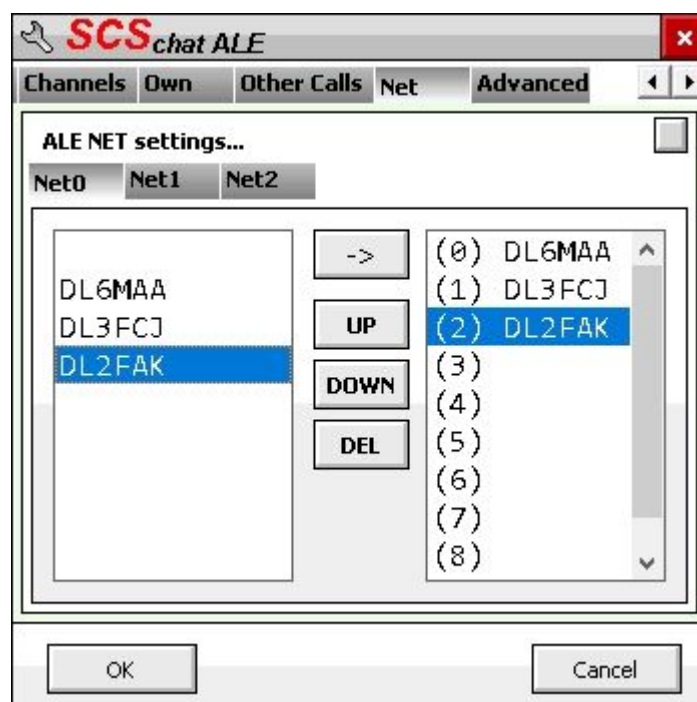 SCS chat ALE
Channels Own Other Calls Net Advanced
ALE NET settings...
Net0 Net1 Net2
DL6MAA
DL3FCJ
DL2FAK
->
UP
DOWN
DEL
(0) DL6MAA
(1) DL3FCJ
(2) DL2FAK
(3)
(4)
(5)
(6)
(7)
(8)
OK Cancel